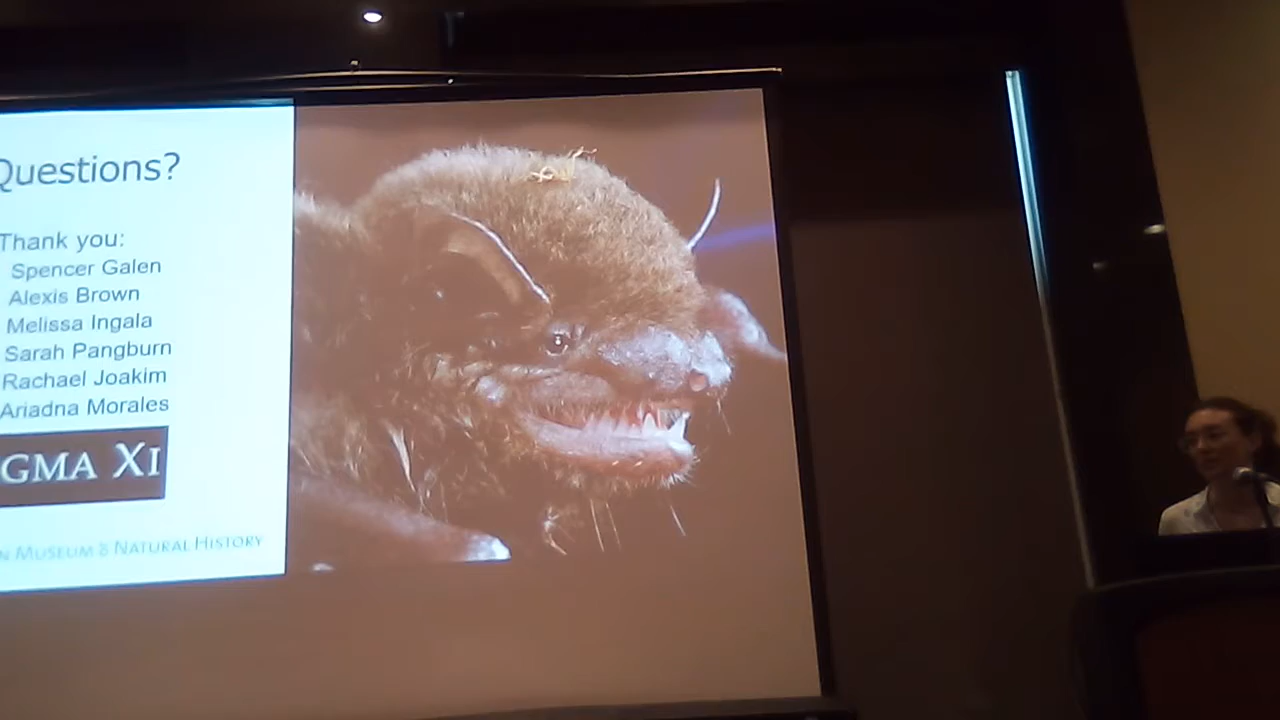 Questions?
Thank you:
Spencer Galen
Alexis Brown
Melissa Ingala
Sarah Pangburn
Rachael Joakim
Ariadna Morales
GMA XI
N MUSEUM & NATURAL HISTORY